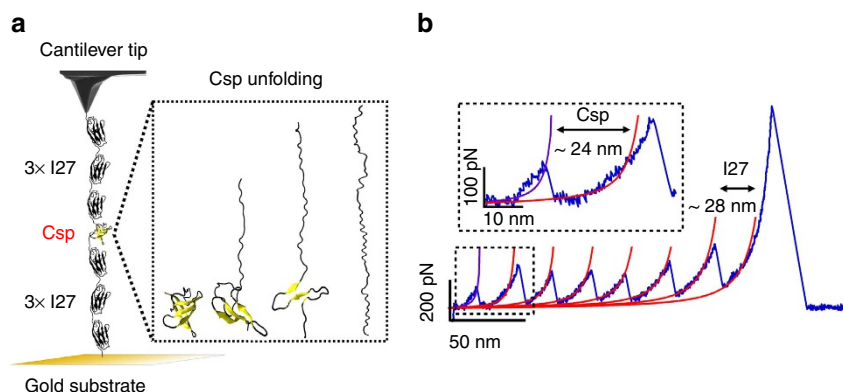 a
Cantilever tip
Csp unfolding
3× I27
Csp
3× I27
Gold substrate
b
Csp
~ 24 nm
100 pN
10 nm
I27
~ 28 nm
200 pN
50 nm